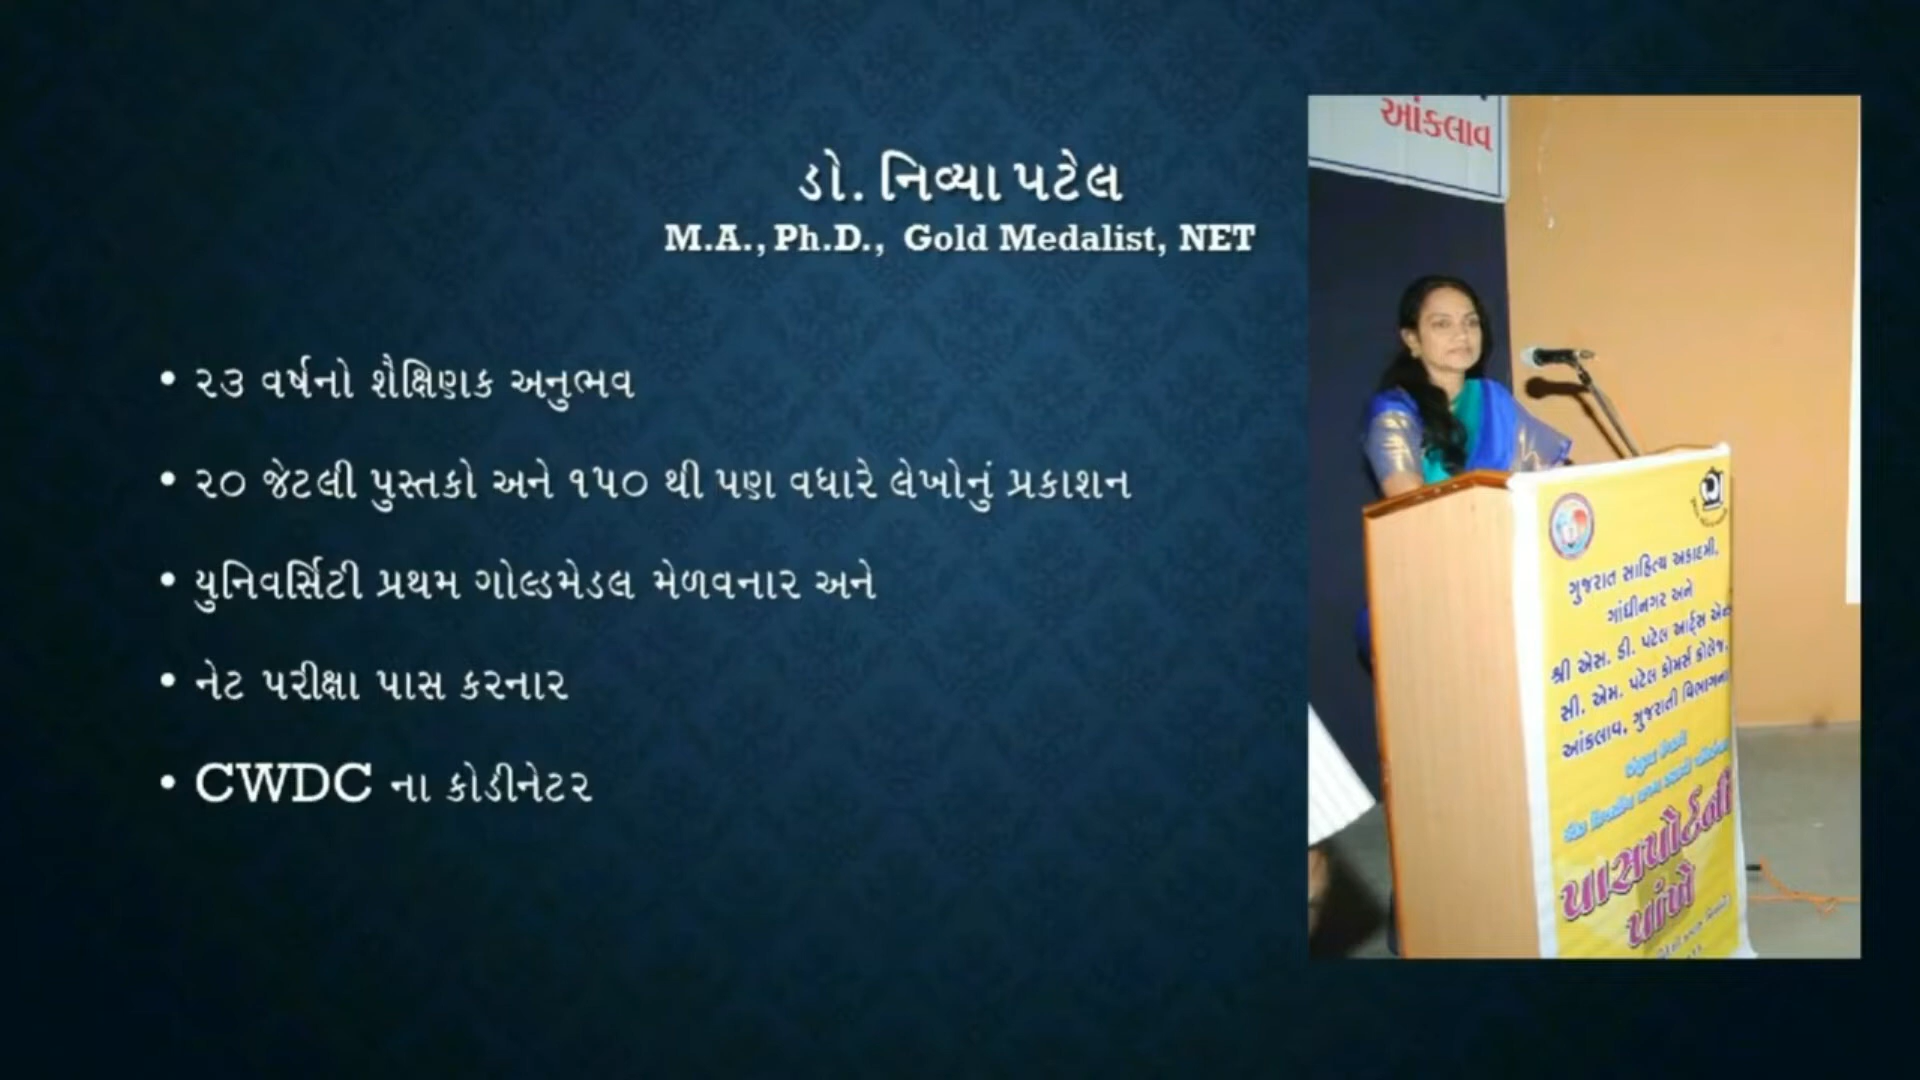 ડો. નિવ્યા પટેલ
M.A., Ph.D., Gold Medalist, NET
• ૨૩ વર્ષનો શૈક્ષિણક અનુભવ
• ૨૦ જેટલી પુસ્તકો અને ૧૫૦ થી પણ વધારે લેખોનું પ્રકાશન
• યુનિવર્સિટી પ્રથમ ગોલ્ડમેડલ મેળવનાર અને
• નેટ પરીક્ષા પાસ કરનાર
• CWDC ના કોડીનેટર
આંકલાવ
ગુજરાત સાહિત્ય અકાદમી,
ગાંધીનગર અને
શ્રી એસ. ડી. પટેલ આર્ટ્સ એન્ડ
સી. એમ. પટેલ કોમર્સ કોલેજ,
આંકલાવ, ગુજરાતી વિભાગના
પાસપોર્ટની
પાંખે